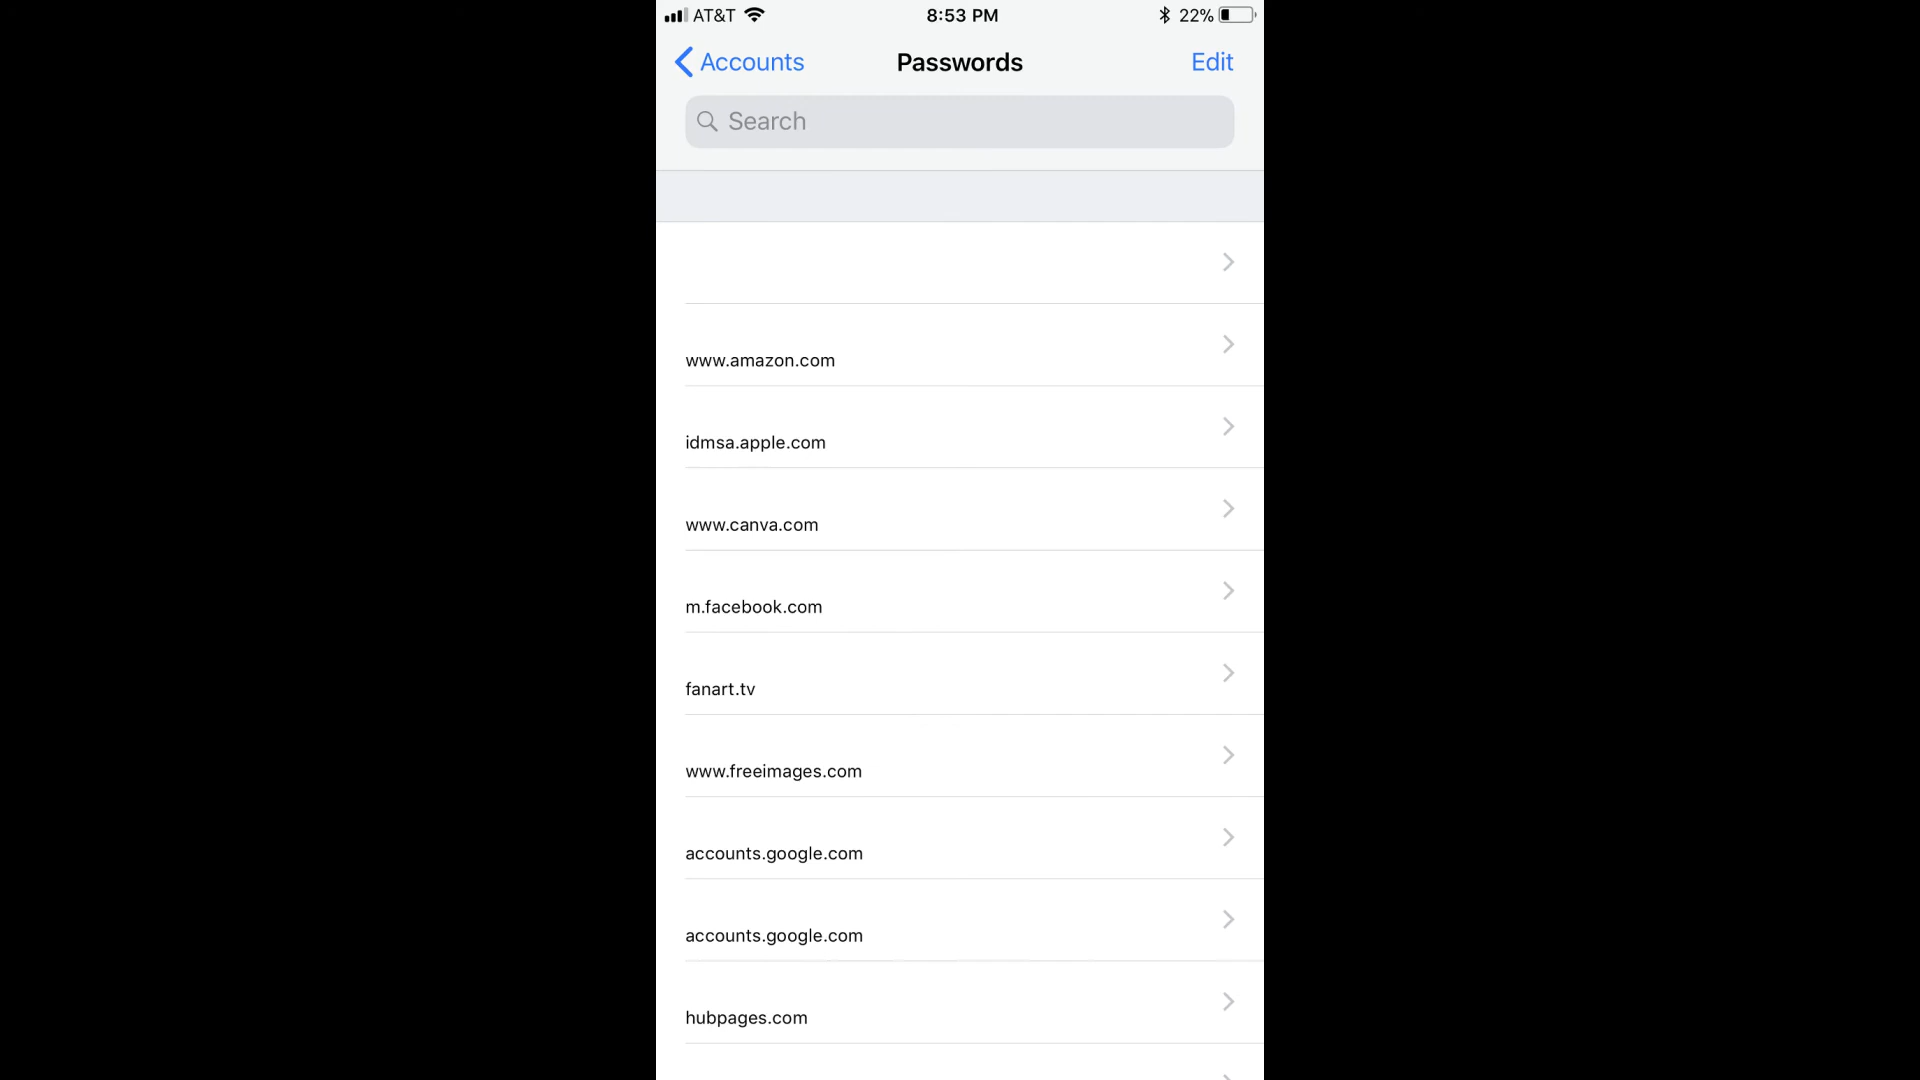 AT&T 8:53 PM 22%
Accounts Passwords Edit
Search
www.amazon.com
idmsa.apple.com
www.canva.com
m.facebook.com
fanart.tv
www.freeimages.com
accounts.google.com
accounts.google.com
hubpages.com